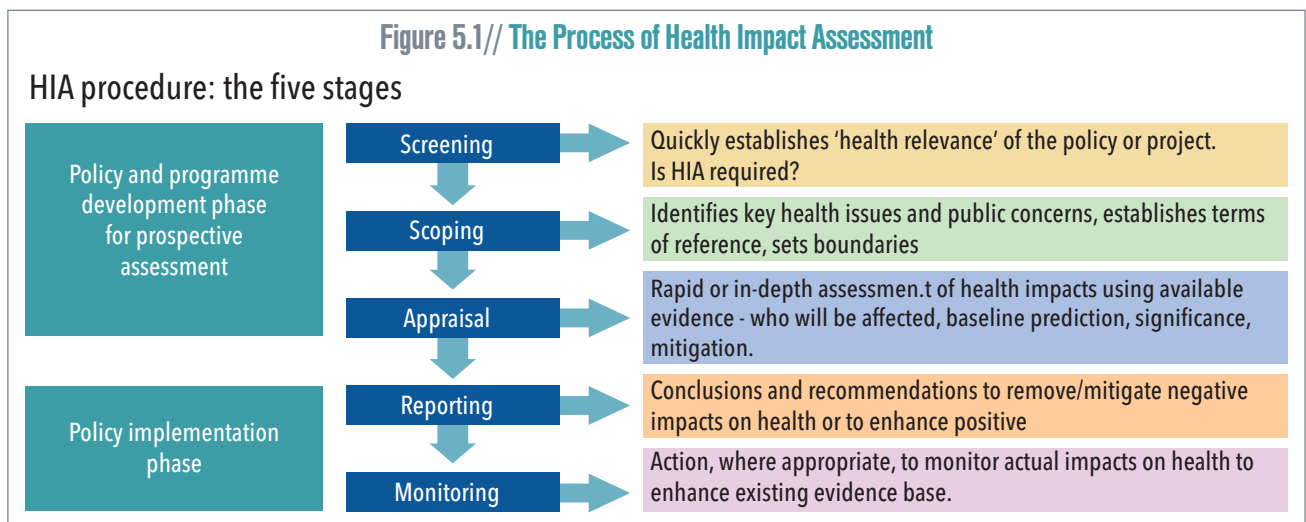 Figure 5.1// The Process of Health Impact Assessment
HIA procedure: the five stages
Policy and programme
development phase
for prospective
assessment
Screening
Quickly establishes ‘health relevance’ of the policy or project.
Is HIA required?
Scoping
Identifies key health issues and public concerns, establishes terms
of reference, sets boundaries
Appraisal
Rapid or in-depth assessmen.t of health impacts using available
evidence - who will be affected, baseline prediction, significance,
mitigation.
Policy implementation
phase
Reporting
Conclusions and recommendations to remove/mitigate negative
impacts on health or to enhance positive
Monitoring
Action, where appropriate, to monitor actual impacts on health to
enhance existing evidence base.